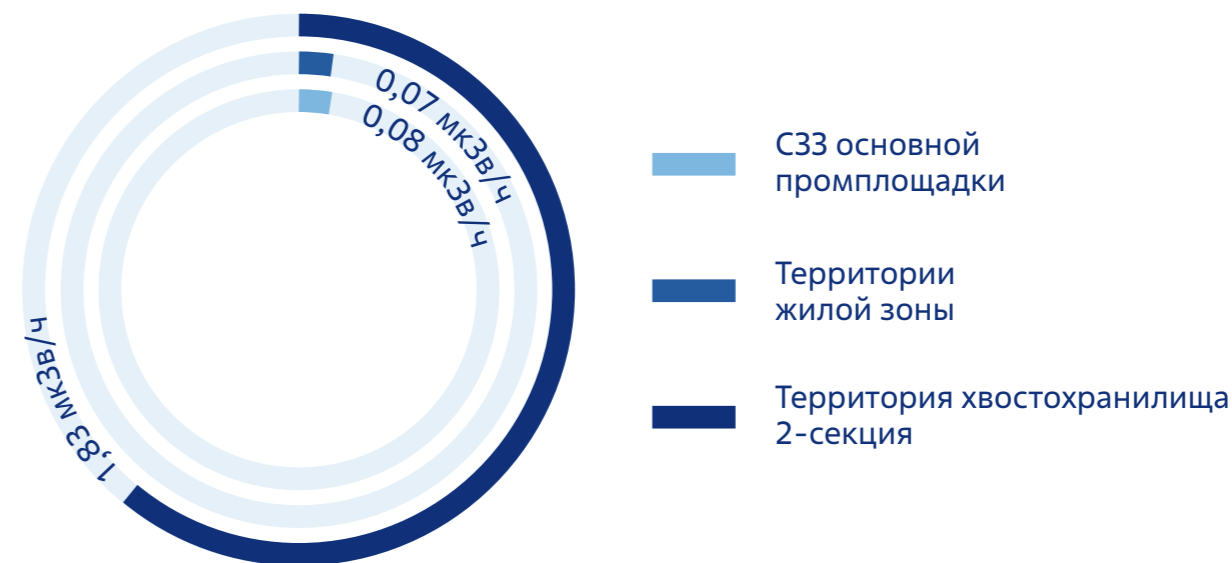 0,07 мкЗв/ч
0,08 мкЗв/ч
1,83 мкЗв/ч
СЗЗ основной
промплощадки
Территории
жилой зоны
Территория хвостохранилища
2-секция